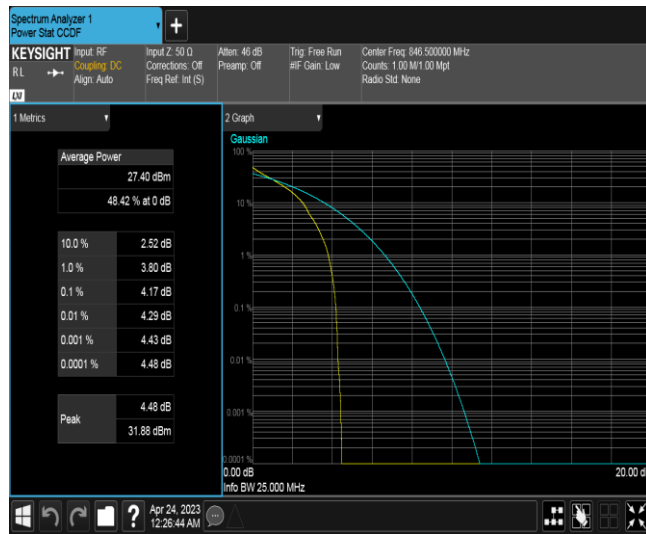 Spectrum Analyzer 1
Power Stat CCDF
KEYSIGHT
RL
LXI
Input: RF
Coupling: DC
Align: Auto
Input Z: 50 Ω
Corrections: Off
Freq Ref: Int (S)
Atten: 46 dB
Preamp: Off
Trig: Free Run
#IF Gain: Low
Center Freq: 846.500000 MHz
Counts: 1.00 M/1.00 Mpt
Radio Std: None
1 Metrics
Average Power
27.40 dBm
48.42 % at 0 dB
10.0 % 2.52 dB
1.0 % 3.80 dB
0.1 % 4.17 dB
0.01 % 4.29 dB
0.001 % 4.43 dB
0.0001 % 4.48 dB
Peak
4.48 dB
31.88 dBm
2 Graph
Gaussian
100 %
10 %
1 %
0.1 %
0.01 %
0.001 %
0.0001 %
0.00 dB
20.00 d
Info BW 25.000 MHz
?
Apr 24, 2023
12:26:44 AM